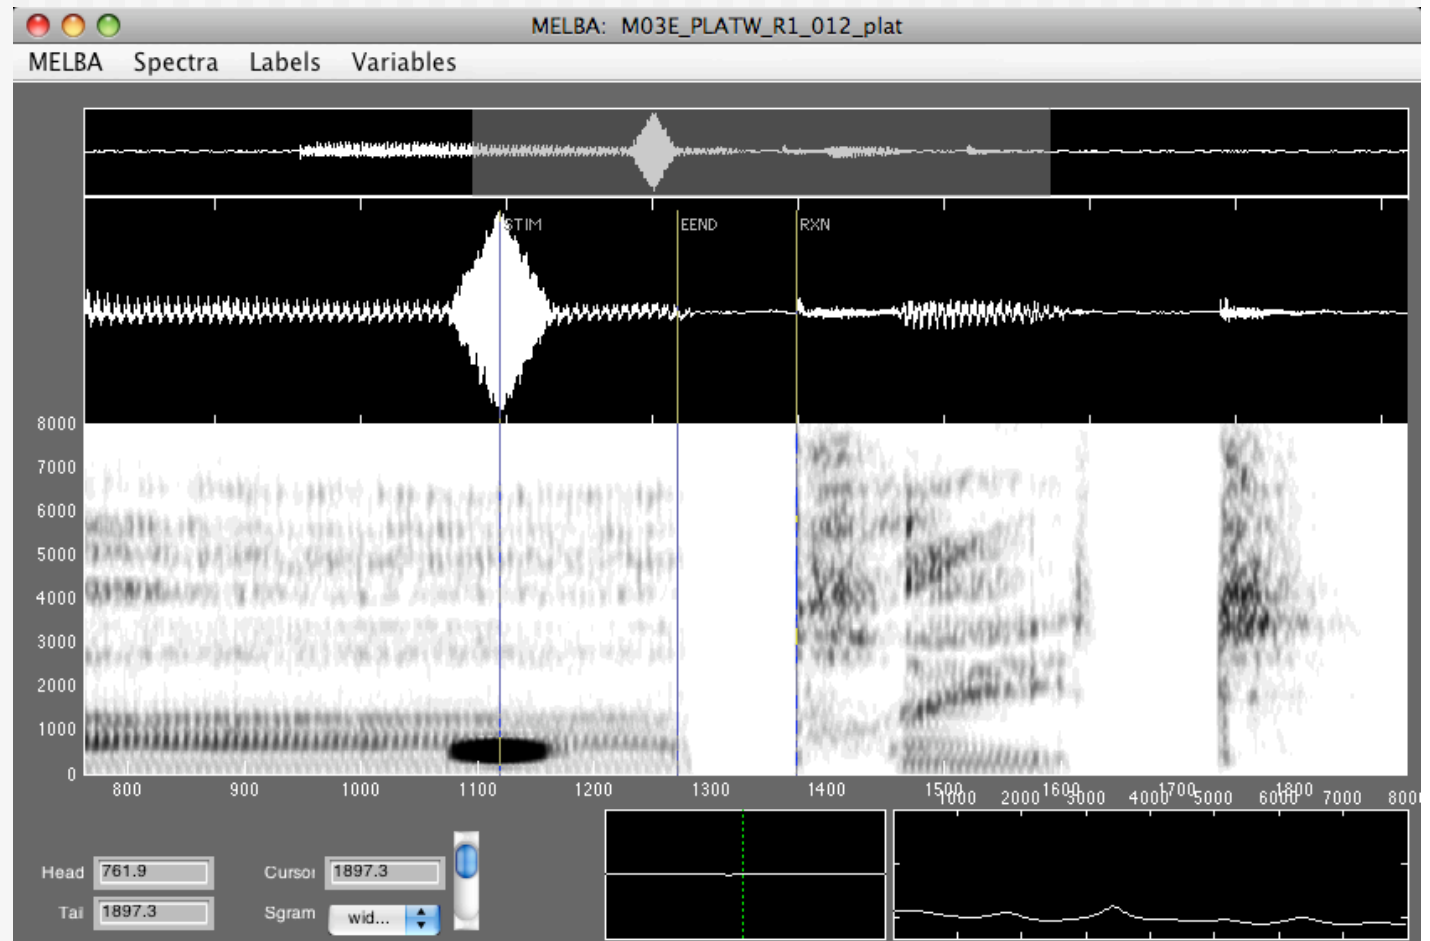 MELBA: M03E_PLATW_R1_012_plat
MELBA Spectra Labels Variables
STIM EEND RXN
8000
7000
6000
5000
4000
3000
2000
1000
0
800 900 1000 1100 1200 1300 1400 1500 1600 1700 1800
1000 2000 3000 4000 5000 6000 7000 800
Head 761.9 Cursor 1897.3
Tail 1897.3 Sgram wid...